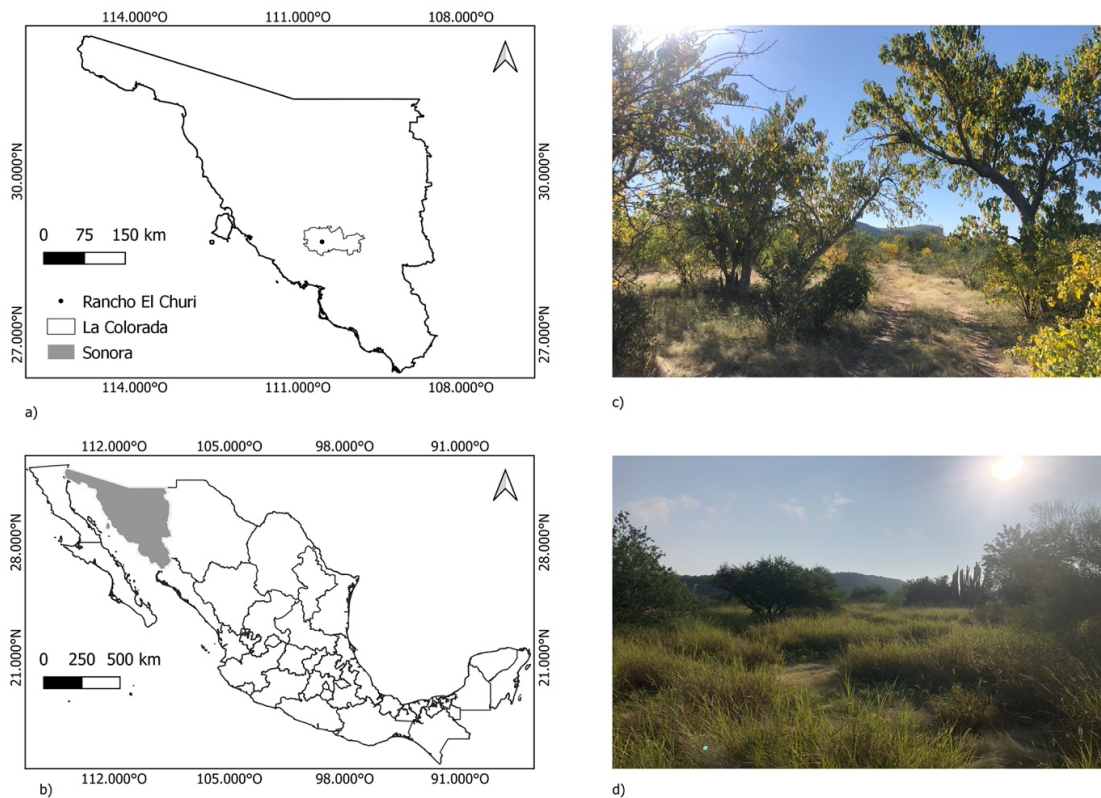 114.000°O 111.000°O 108.000°O
30.000°N 30.000°N
0 75 150 km
Rancho El Churi
La Colorada
Sonora
27.000°N 27.000°N
114.000°O 111.000°O 108.000°O
a)
c)
112.000°O 105.000°O 98.000°O 91.000°O
28.000°N 28.000°N
0 250 500 km
21.000°N 21.000°N
112.000°O 105.000°O 98.000°O 91.000°O
b)
d)